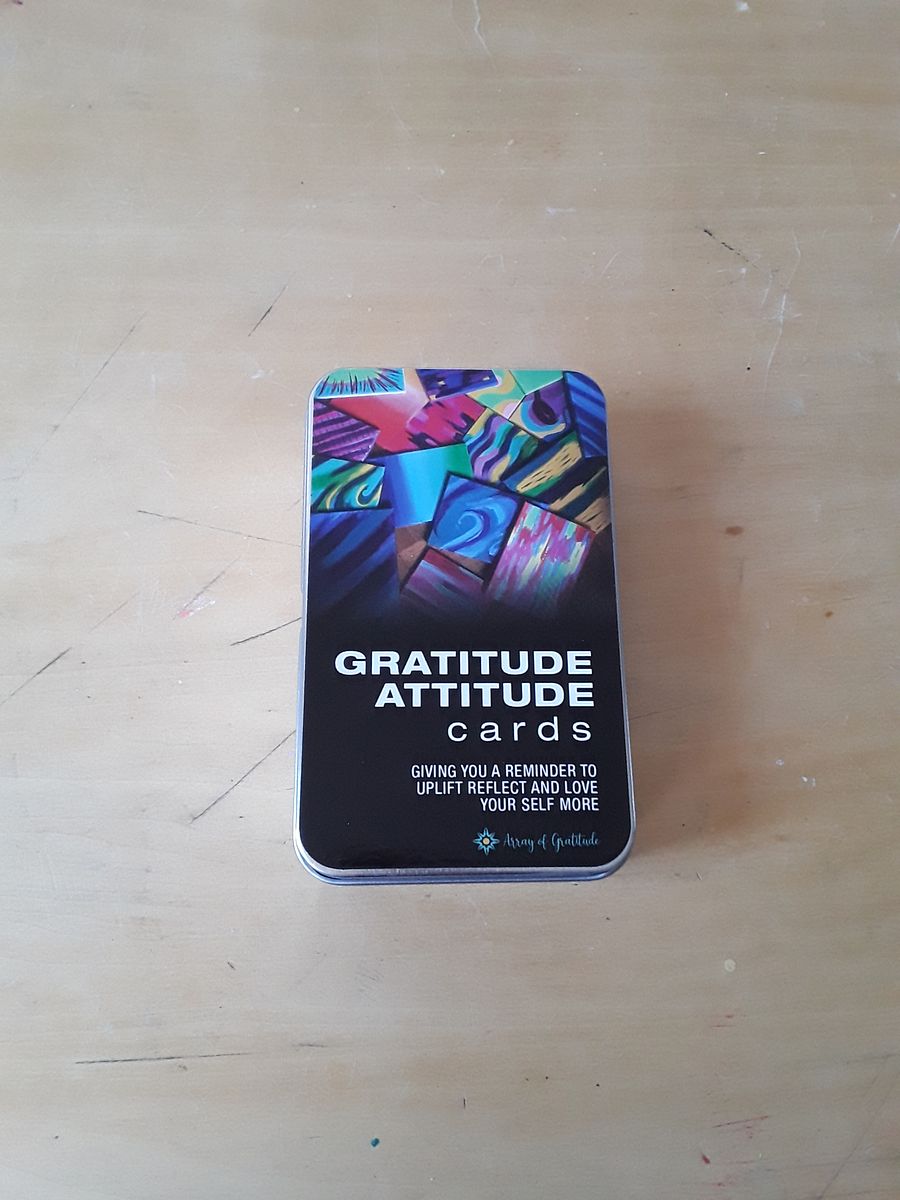 GRATITUDE
ATTITUDE
cards
GIVING YOU A REMINDER TO
UPLIFT REFLECT AND LOVE
YOUR SELF MORE
Array of Gratitude